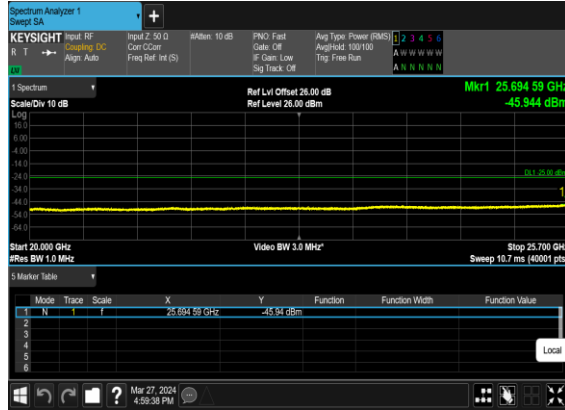 Spectrum Analyzer 1
Swept SA
+
KEYSIGHT Input: RF Input Z: 50 Ω #Atten: 10 dB PNO: Fast Avg Type: Power (RMS) 1 2 3 4 5 6
R T Coupling: DC Corr CCorr Gate: Off Avg|Hold: 100/100 A W W W W W
Align: Auto Freq Ref: Int (S) IF Gain: Low Trig: Free Run
LXI Sig Track: Off A N N N N N
1 Spectrum Ref Lvl Offset 26.00 dB Mkr1 25.694 59 GHz
Scale/Div 10 dB Ref Level 26.00 dBm -45.944 dBm
Log
16.0
6.00
-4.00
-14.0
-24.0 DL1 -25.00 dBm
-34.0
-44.0 1
-54.0
-64.0
Start 20.000 GHz Video BW 3.0 MHz* Stop 25.700 GHz
#Res BW 1.0 MHz Sweep 10.7 ms (40001 pts)
5 Marker Table
Mode Trace Scale X Y Function Function Width Function Value
1 N 1 f 25.694 59 GHz -45.94 dBm
2
3
4
5
6
Local
? Mar 27, 2024
4:59:38 PM